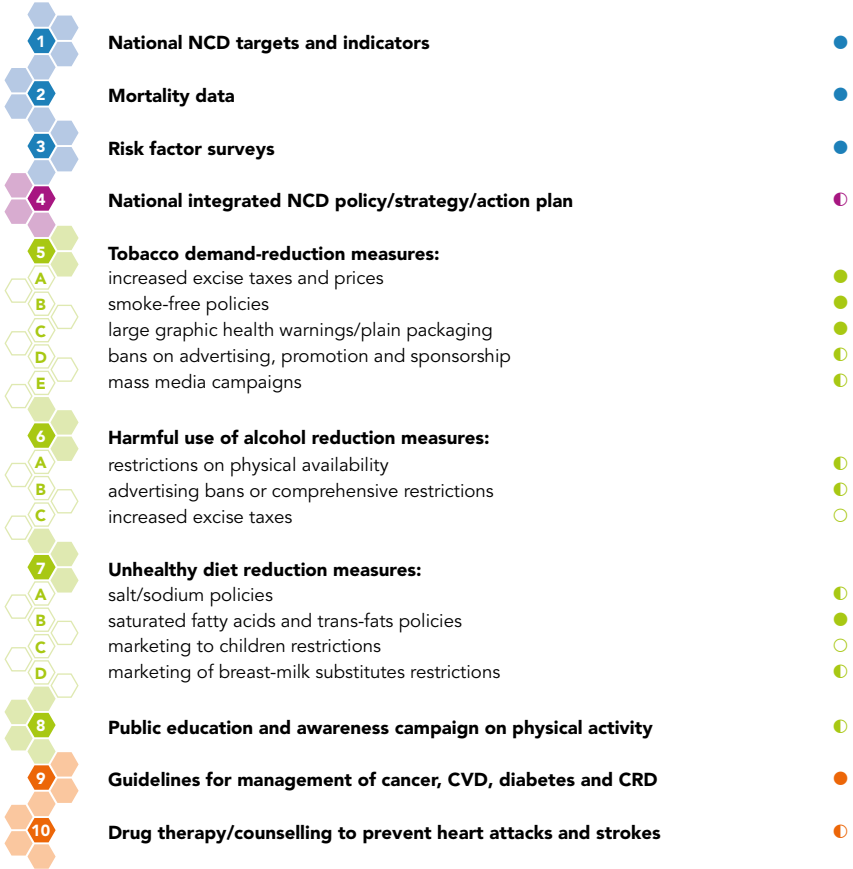 1 National NCD targets and indicators ●
2 Mortality data ●
3 Risk factor surveys ●
4 National integrated NCD policy/strategy/action plan ◐
5 Tobacco demand-reduction measures:
A increased excise taxes and prices ●
B smoke-free policies ●
C large graphic health warnings/plain packaging ●
D bans on advertising, promotion and sponsorship ◐
E mass media campaigns ◐
6 Harmful use of alcohol reduction measures:
A restrictions on physical availability ◐
B advertising bans or comprehensive restrictions ◐
C increased excise taxes ○
7 Unhealthy diet reduction measures:
A salt/sodium policies ◐
B saturated fatty acids and trans-fats policies ●
C marketing to children restrictions ○
D marketing of breast-milk substitutes restrictions ◐
8 Public education and awareness campaign on physical activity ◐
9 Guidelines for management of cancer, CVD, diabetes and CRD ●
10 Drug therapy/counselling to prevent heart attacks and strokes ◐